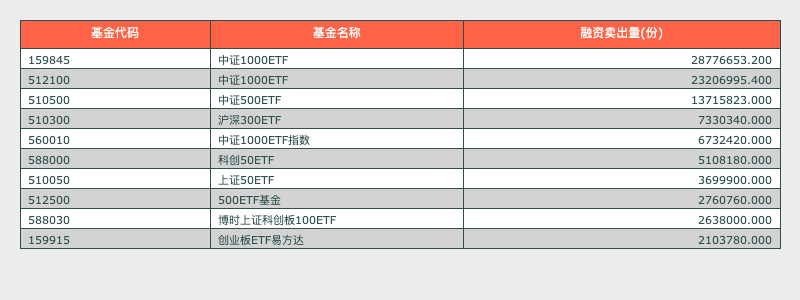 基金代码 基金名称 融资卖出量(份)
159845 中证1000ETF 28776653.200
512100 中证1000ETF 23206995.400
510500 中证500ETF 13715823.000
510300 沪深300ETF 7330340.000
560010 中证1000ETF指数 6732420.000
588000 科创50ETF 5108180.000
510050 上证50ETF 3699900.000
512500 500ETF基金 2760760.000
588030 博时上证科创板100ETF 2638000.000
159915 创业板ETF易方达 2103780.000